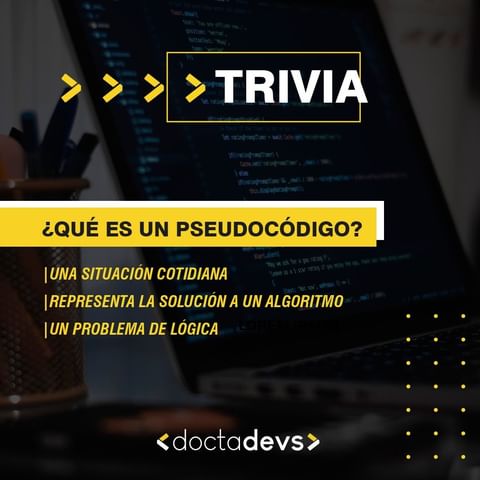 > > > > TRIVIA
¿QUÉ ES UN PSEUDOCÓDIGO?
|UNA SITUACIÓN COTIDIANA
|REPRESENTA LA SOLUCIÓN A UN ALGORITMO
|UN PROBLEMA DE LÓGICA
<doctadevs>